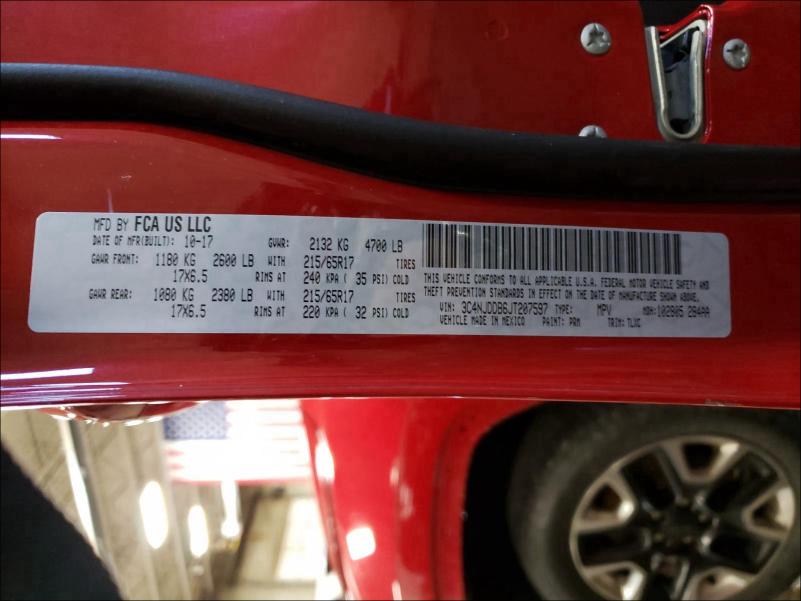 MFD BY FCA US LLC
DATE OF MFR(BUILT): 10-17 GVWR: 2132 KG 4700 LB
GAWR FRONT: 1180 KG 2600 LB WITH 215/65R17 TIRES
17X6.5 RIMS AT 240 KPA ( 35 PSI) COLD
GAWR REAR: 1080 KG 2380 LB WITH 215/65R17 TIRES
17X6.5 RIMS AT 220 KPA ( 32 PSI) COLD
THIS VEHICLE CONFORMS TO ALL APPLICABLE U.S.A. FEDERAL MOTOR VEHICLE SAFETY AND
THEFT PREVENTION STANDARDS IN EFFECT ON THE DATE OF MANUFACTURE SHOWN ABOVE.
VIN: 3C4NJDDB6JT207597 TYPE: MPV MDH: 102805 284AA
VEHICLE MADE IN MEXICO PAINT: PRM TRIM: TLXC